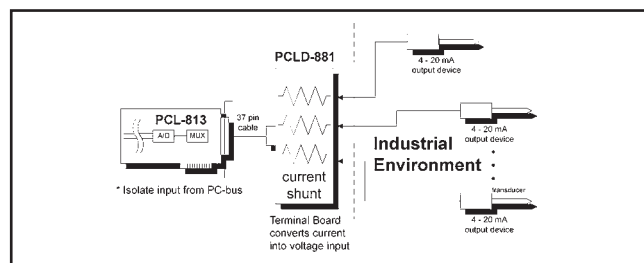 PCLD-881
4 - 20 mA
output device
PCL-813
A/D
MUX
37 pin
cable
* Isolate input from PC-bus
current
shunt
Terminal Board
converts current
into voltage input
Industrial
Environment
4 - 20 mA
output device
transducer
4 - 20 mA
output device